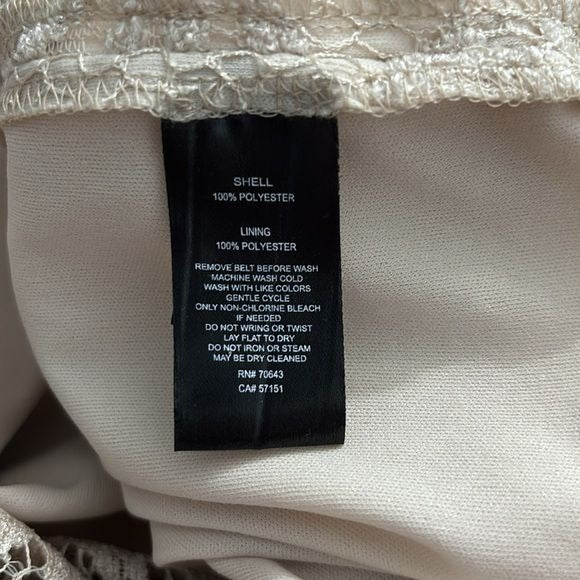 SHELL
100% POLYESTER
LINING
100% POLYESTER
REMOVE BELT BEFORE WASH
MACHINE WASH COLD
WASH WITH LIKE COLORS
GENTLE CYCLE
ONLY NON-CHLORINE BLEACH
IF NEEDED
DO NOT WRING OR TWIST
LAY FLAT TO DRY
DO NOT IRON OR STEAM
MAY BE DRY CLEANED
RN# 70643
CA# 57151